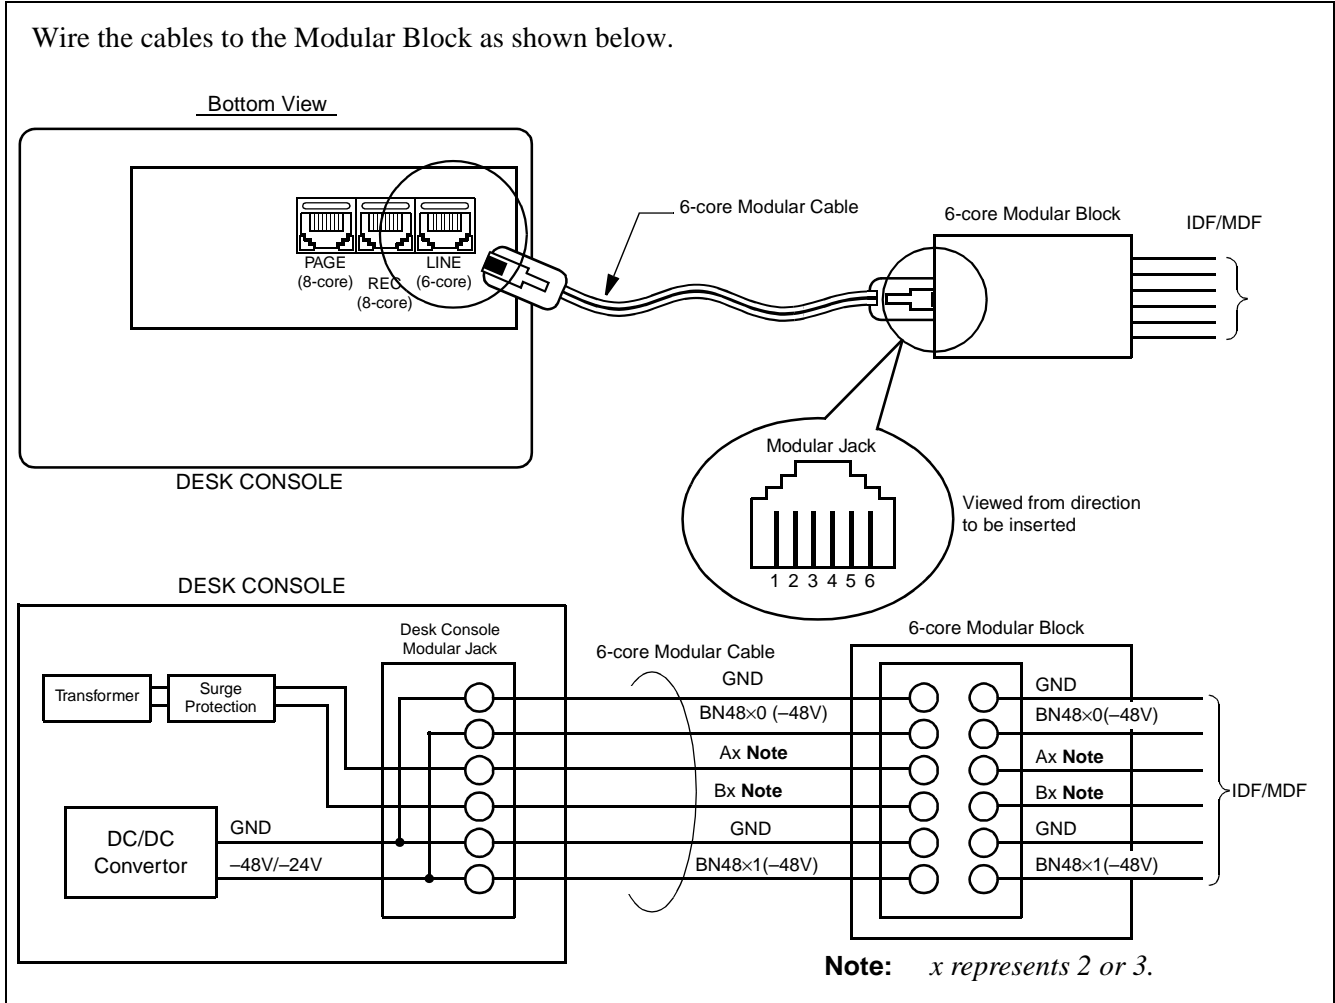 Wire the cables to the Modular Block as shown below.
Bottom View
6-core Modular Cable
6-core Modular Block
IDF/MDF
PAGE
(8-core)
REC
(8-core)
LINE
(6-core)
DESK CONSOLE
Modular Jack
1 2 3 4 5 6
Viewed from direction
to be inserted
DESK CONSOLE
Desk Console
Modular Jack
6-core Modular Cable
6-core Modular Block
Transformer
Surge
Protection
DC/DC
Convertor
GND
–48V/–24V
GND
BN48×0 (–48V)
Ax Note
Bx Note
GND
BN48×1(–48V)
GND
BN48×0(–48V)
Ax Note
Bx Note
GND
BN48×1(–48V)
IDF/MDF
Note: x represents 2 or 3.